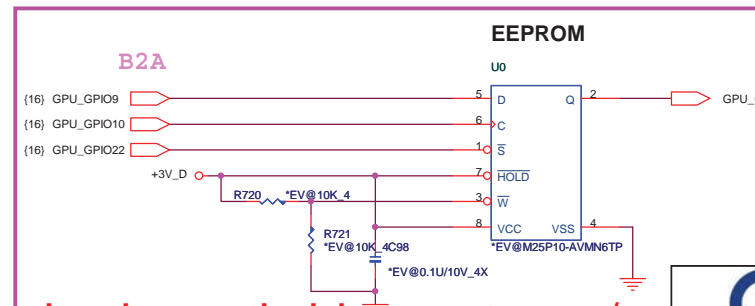 EEPROM
B2A
U0
{16} GPU_GPIO9 5 D Q 2 GPU_
{16} GPU_GPIO10 6 C
{16} GPU_GPIO22 1 S
+3V_D 7 HOLD
R720 *EV@10K_4 3 W
R721 8 VCC VSS 4
*EV@10K_4 C98 *EV@M25P10-AVMN6TP
*EV@0.1U/10V_4X